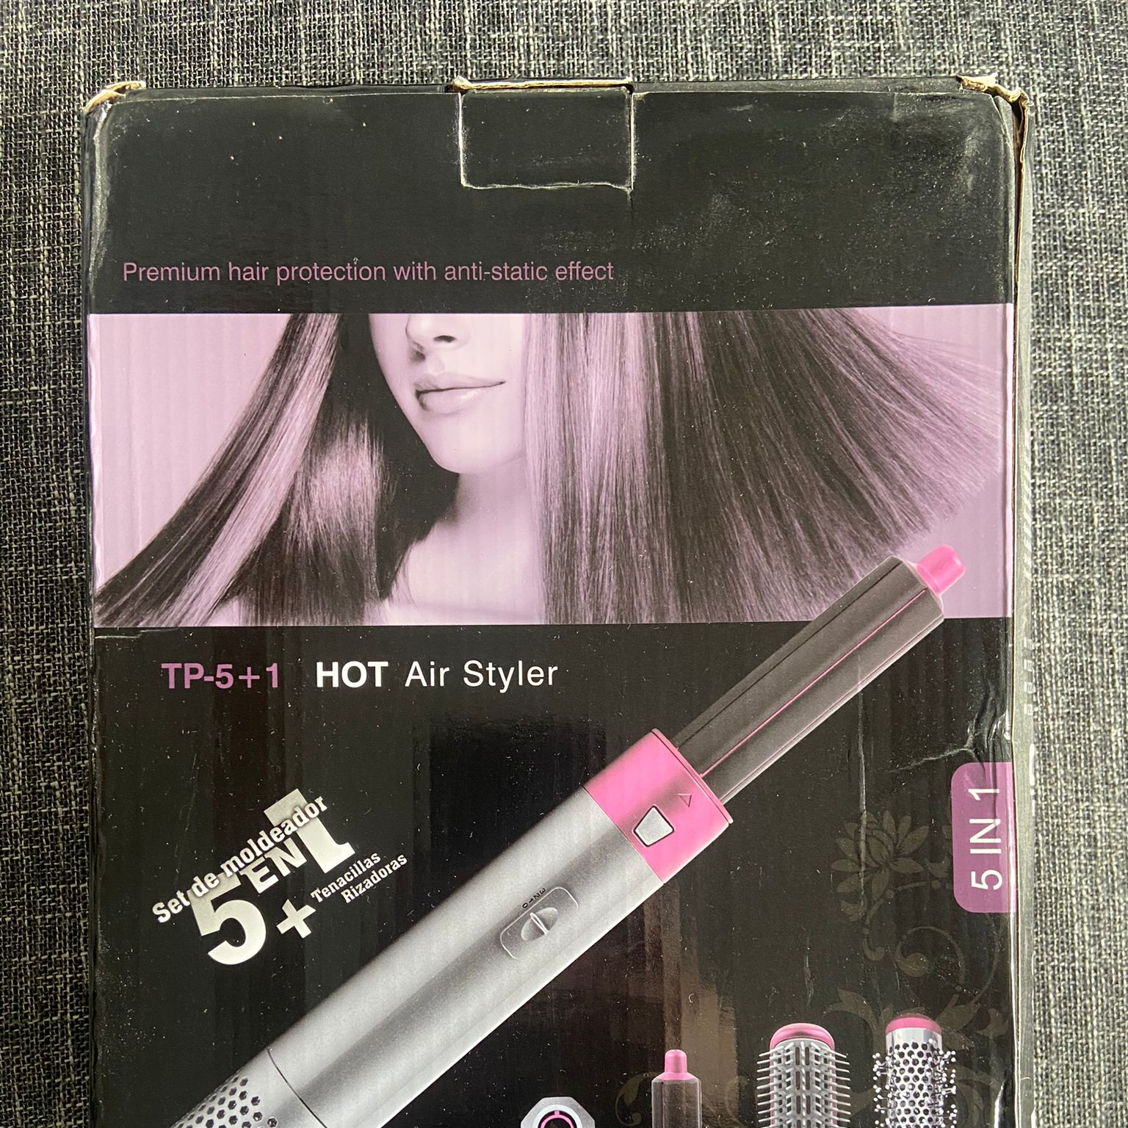 Premium hair protection with anti-static effect
TP-5+1 HOT Air Styler
Set de moldeador
5 EN 1
+ Tenacillas
Rizadoras
5 IN 1